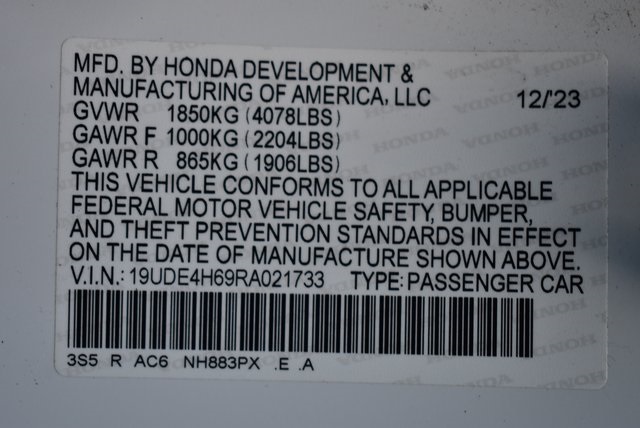 MFD. BY HONDA DEVELOPMENT &
MANUFACTURING OF AMERICA, LLC 12/'23
GVWR 1850KG (4078LBS)
GAWR F 1000KG (2204LBS)
GAWR R 865KG (1906LBS)
THIS VEHICLE CONFORMS TO ALL APPLICABLE
FEDERAL MOTOR VEHICLE SAFETY, BUMPER,
AND THEFT PREVENTION STANDARDS IN EFFECT
ON THE DATE OF MANUFACTURE SHOWN ABOVE.
V.I.N.: 19UDE4H69RA021733 TYPE: PASSENGER CAR
3S5 R AC6 NH883PX .E .A